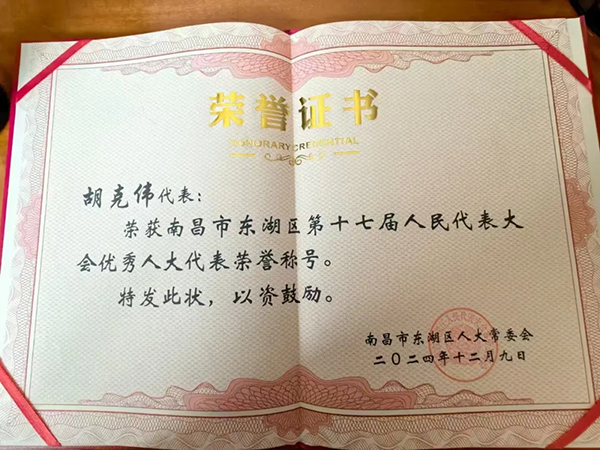 荣誉证书
HONORARY CREDENTIAL
胡克伟代表：
荣获南昌市东湖区第十七届人民代表大
会优秀人大代表荣誉称号。
特发此状，以资鼓励。
南昌市东湖区人大常委会
二〇二四年十二月九日